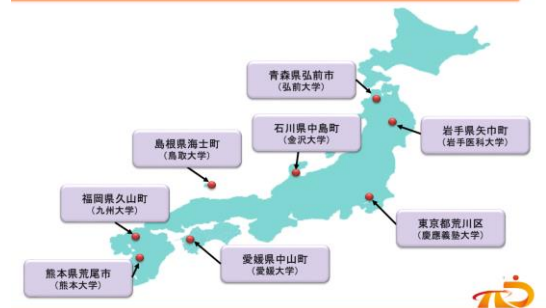 青森県弘前市
（弘前大学）
石川県中島町
（金沢大学）
岩手県矢巾町
（岩手医科大学）
島根県海士町
（鳥取大学）
福岡県久山町
（九州大学）
東京都荒川区
（慶應義塾大学）
愛媛県中山町
（愛媛大学）
熊本県荒尾市
（熊本大学）